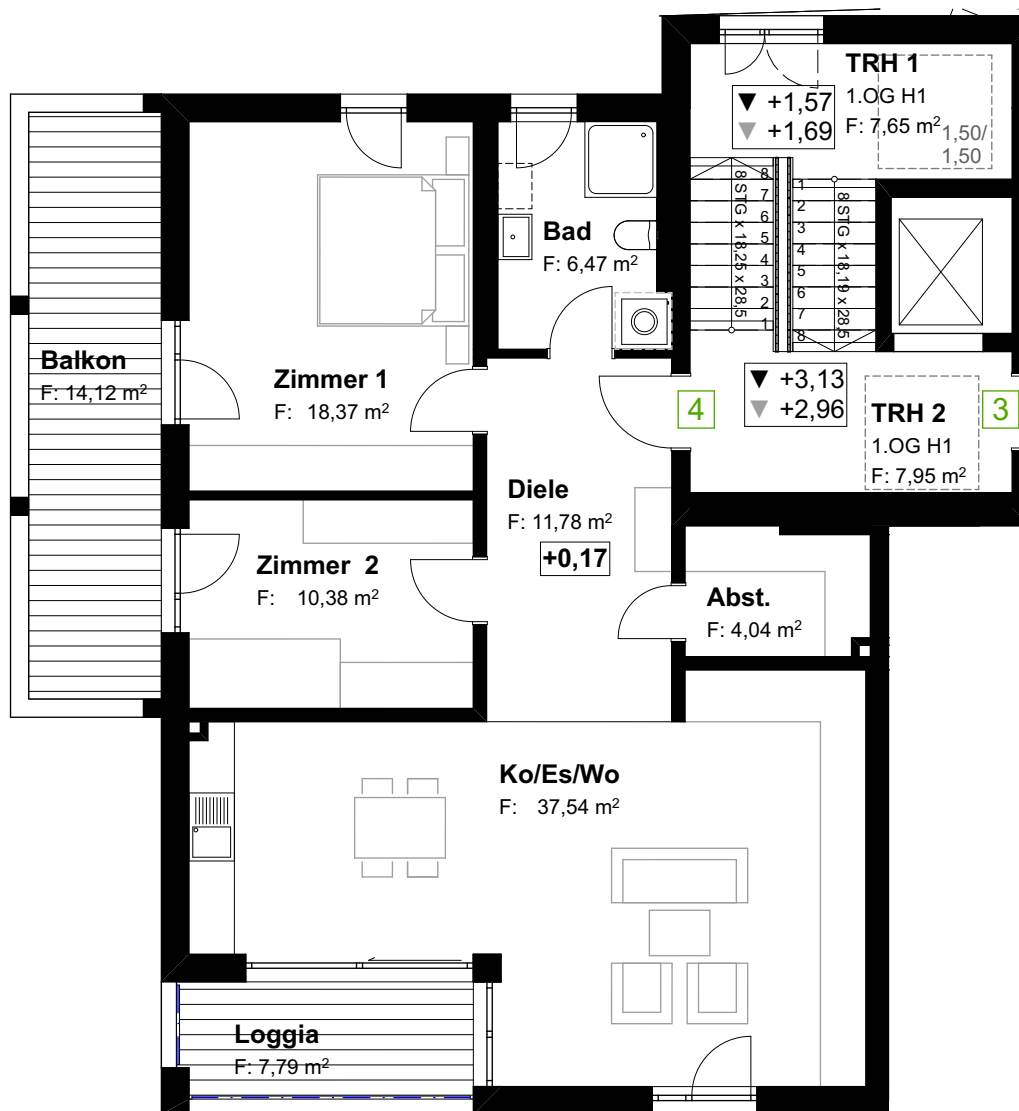 TRH 1
1.OG H1
F: 7,65 m²
▼ +1,57
▼ +1,69
1,50/
1,50
8 STG x 18,25 x 28,5
8
7
6
5
4
3
2
1
1
2
3
4
5
6
7
8
8 STG x 18,19 x 28,5
Bad
F: 6,47 m²
Balkon
F: 14,12 m²
Zimmer 1
F: 18,37 m²
4
▼ +3,13
▼ +2,96
TRH 2
1.OG H1
F: 7,95 m²
3
Diele
F: 11,78 m²
+0,17
Zimmer 2
F: 10,38 m²
Abst.
F: 4,04 m²
Ko/Es/Wo
F: 37,54 m²
Loggia
F: 7,79 m²